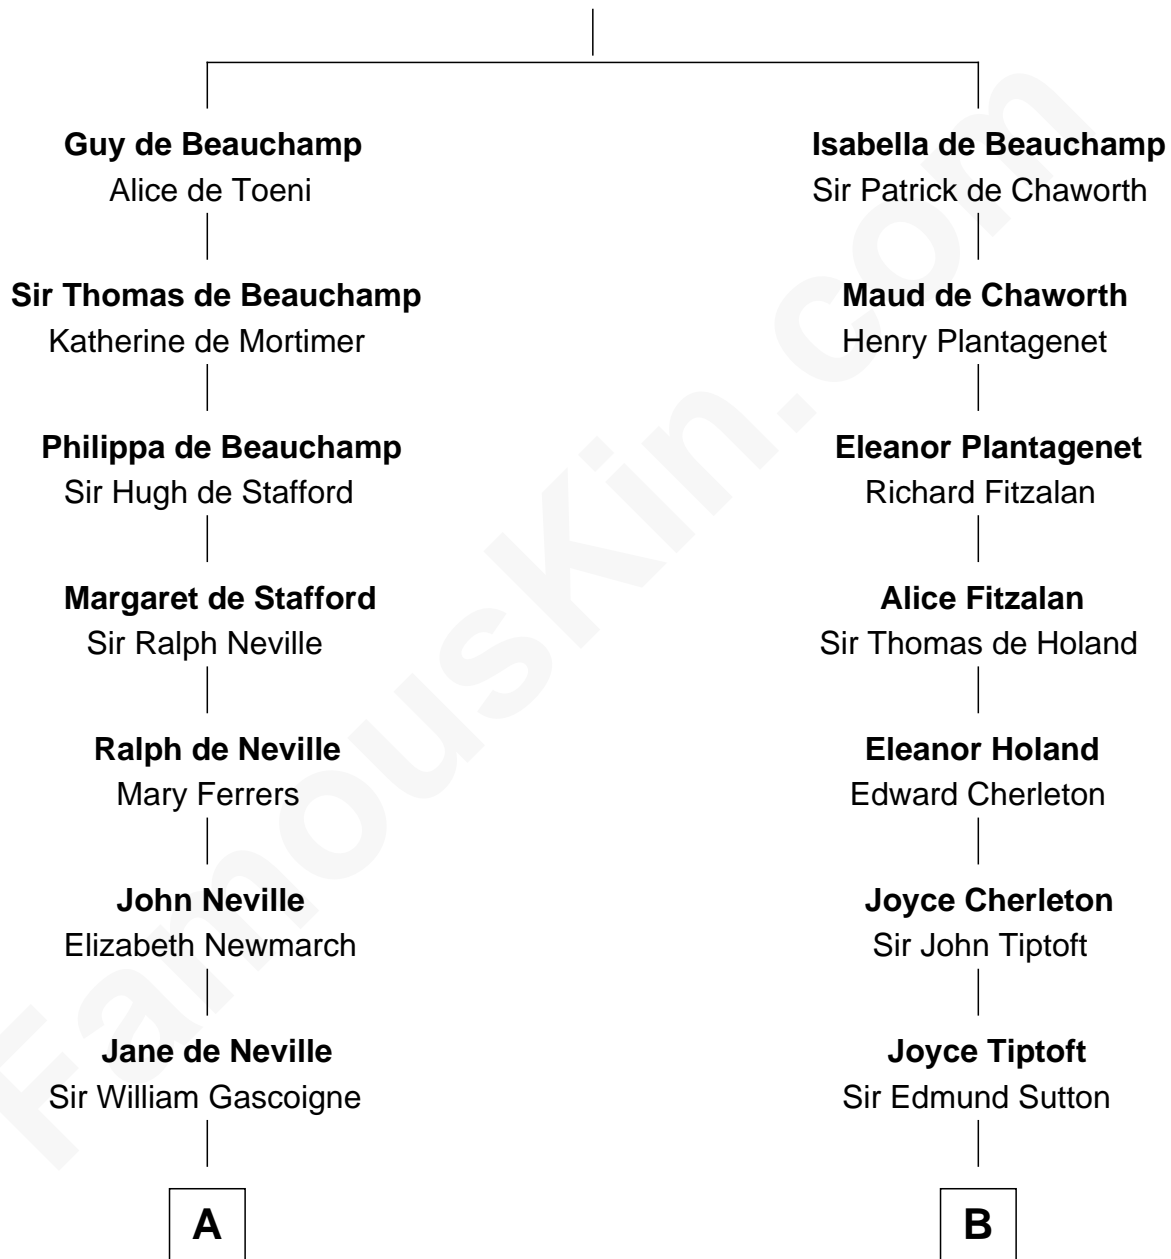 Guy de Beauchamp
Alice de Toeni
Sir Thomas de Beauchamp
Katherine de Mortimer
Philippa de Beauchamp
Sir Hugh de Stafford
Margaret de Stafford
Sir Ralph Neville
Ralph de Neville
Mary Ferrers
John Neville
Elizabeth Newmarch
Jane de Neville
Sir William Gascoigne
A
Isabella de Beauchamp
Sir Patrick de Chaworth
Maud de Chaworth
Henry Plantagenet
Eleanor Plantagenet
Richard Fitzalan
Alice Fitzalan
Sir Thomas de Holand
Eleanor Holand
Edward Cherleton
Joyce Cherleton
Sir John Tiptoft
Joyce Tiptoft
Sir Edmund Sutton
B
FamousKin.com